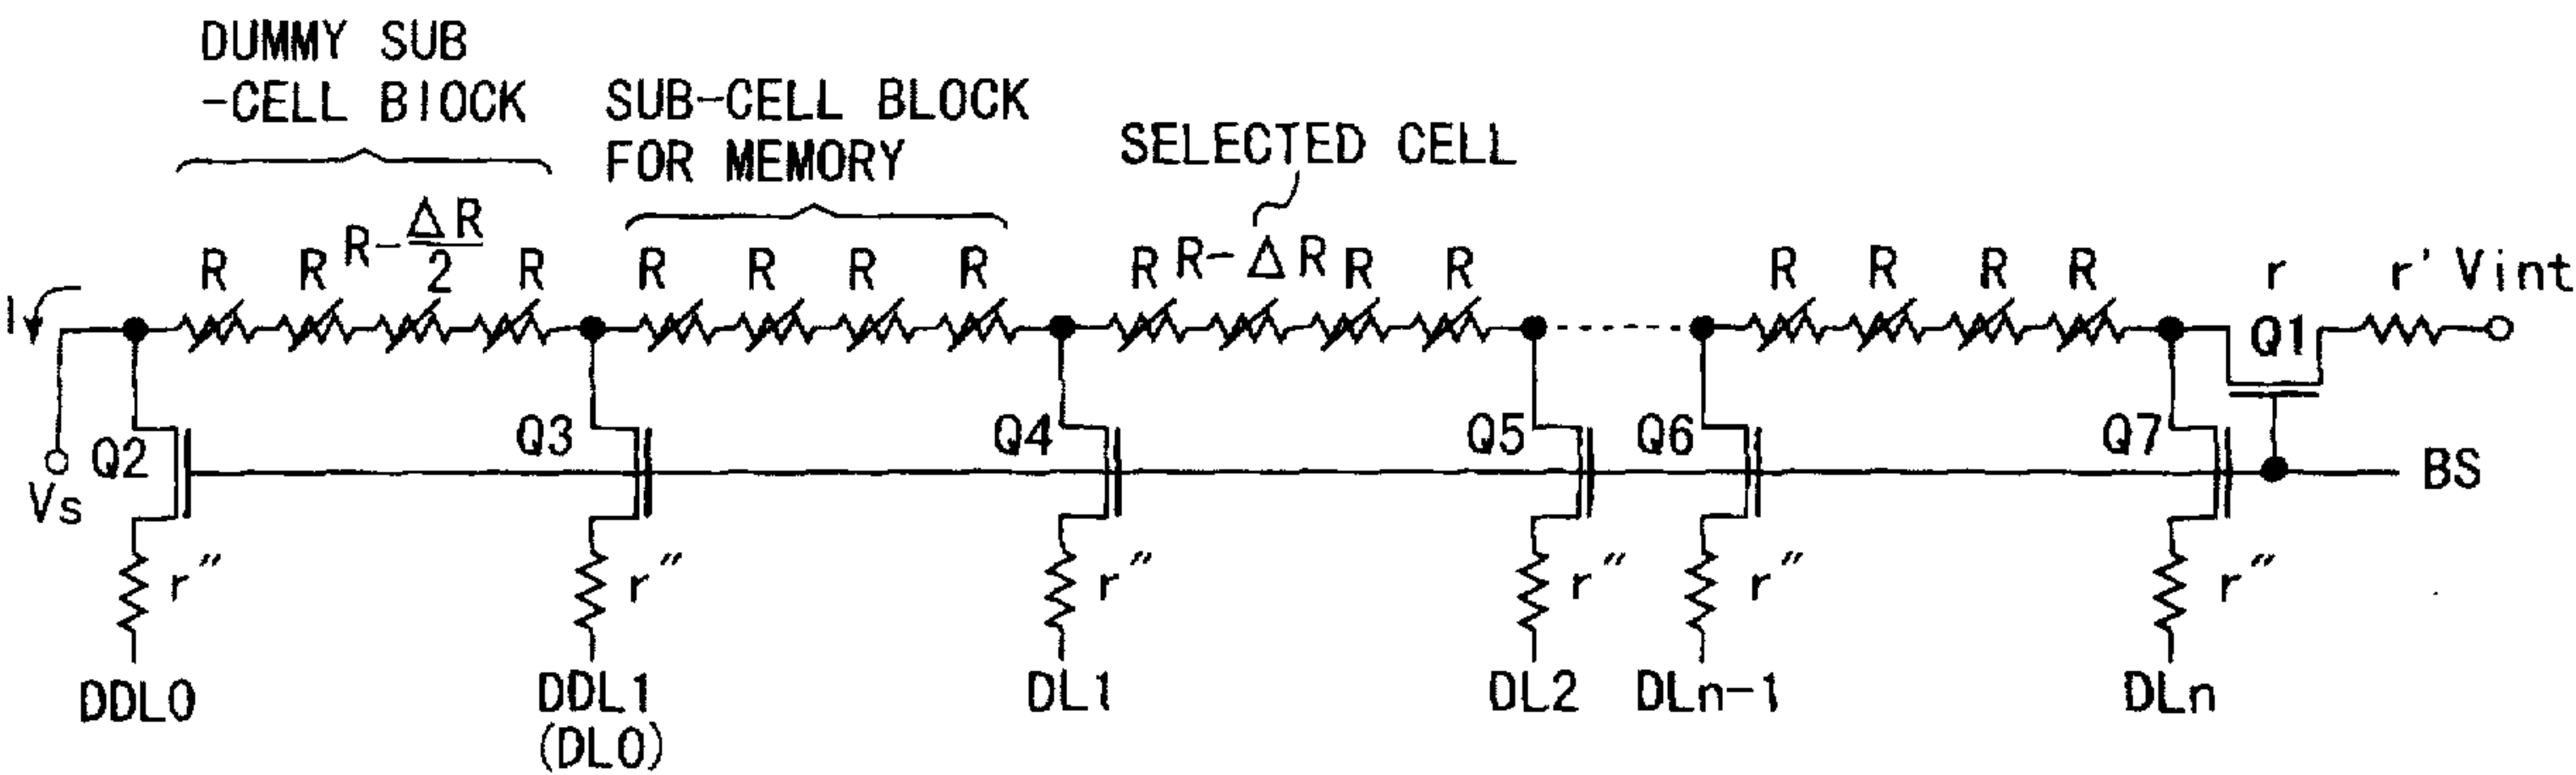 DUMMY SUB
-CELL BlOCK
SUB-CELL BLOCK
FOR MEMORY
SELECTED CELL
R R R-ΔR/2 R R R R R R R-ΔR R R R R R R r r' Vint
I
Q1
Q2 Q3 Q4 Q5 Q6 Q7 BS
Vs
r" r" r" r" r" r"
DDL0 DDL1 DL1 DL2 DLn-1 DLn
(DL0)